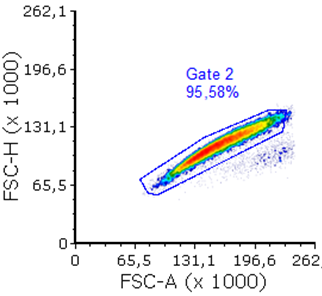 262,1
196,6
131,1
65,5
0
FSC-H (x 1000)
Gate 2
95,58%
0 65,5 131,1 196,6 262
FSC-A (x 1000)